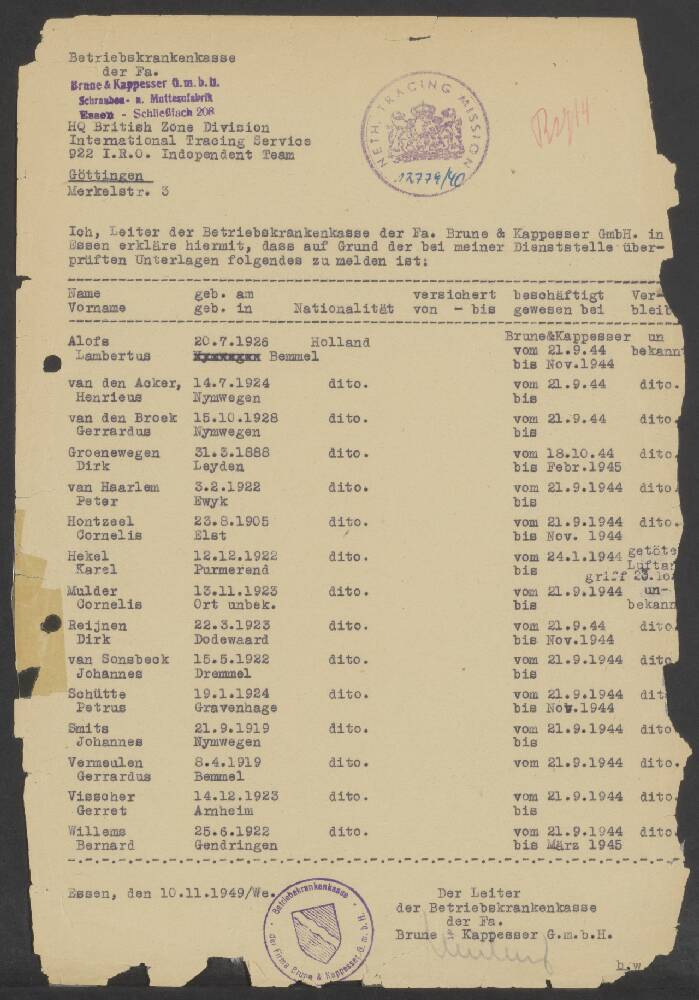 Betriebskrankenkasse
der Fa.
Brune & Kappesser G.m.b.H.
Schrauben- u. Mutternfabrik
Essen - Schließfach 208
HQ British Zone Division
International Tracing Service
922 I.R.O. Independent Team
Göttingen
Merkelstr. 3
NETH. TRACING MISSION
12779/40
Ich, Leiter der Betriebskrankenkasse der Fa. Brune & Kappesser GmbH. in
Essen erkläre hiermit, dass auf Grund der bei meiner Dienststelle über-
prüften Unterlagen folgendes zu melden ist:
Name geb. am versichert beschäftigt Ver-
Vorname geb. in Nationalität von - bis gewesen bei bleib
Alofs 20.7.1926 Holland Brune&Kappesser un
Lambertus Bemmel vom 21.9.44 bekannt
bis Nov.1944
van den Acker, 14.7.1924 dito. vom 21.9.44 dito.
Henricus Nymwegen bis
van den Broek 15.10.1928 dito. vom 21.9.44 dito.
Gerrardus Nymwegen bis
Groenewegen 31.3.1888 dito. vom 18.10.44 dito.
Dirk Leyden bis Febr.1945
van Haarlem 3.2.1922 dito. vom 21.9.1944 dito.
Peter Ewyk bis
Hontzeel 23.8.1905 dito. vom 21.9.1944 dito.
Cornelis Elst bis Nov. 1944
Hekel 12.12.1922 dito. vom 24.1.1944 getöte
Karel Purmerend bis Luftan
griff 23.10.
Mulder 13.11.1923 dito. vom 21.9.1944 un-
Cornelis Ort unbek. bis bekann
Reijnen 22.3.1923 dito. vom 21.9.44 dito.
Dirk Dodewaard bis Nov.1944
van Sonsbeck 15.5.1922 dito. vom 21.9.1944 dito
Johannes Dremmel bis
Schütte 19.1.1924 dito. vom 21.9.1944 dit
Petrus Gravenhage bis Nov.1944
Smits 21.9.1919 dito. vom 21.9.1944 dito
Johannes Nymwegen bis
Vermeulen 8.4.1919 dito. vom 21.9.1944 dito.
Gerrardus Bemmel
Visscher 14.12.1923 dito. vom 21.9.1944 dito.
Gerret Arnheim bis
Willems 25.6.1922 dito. vom 21.9.1944 dito.
Bernard Gendringen bis März 1945
Essen, den 10.11.1949/We.
Betriebskrankenkasse der Firma Brune & Kappesser G.m.b.H.
Der Leiter
der Betriebskrankenkasse
der Fa.
Brune & Kappesser G.m.b.H.
b.w